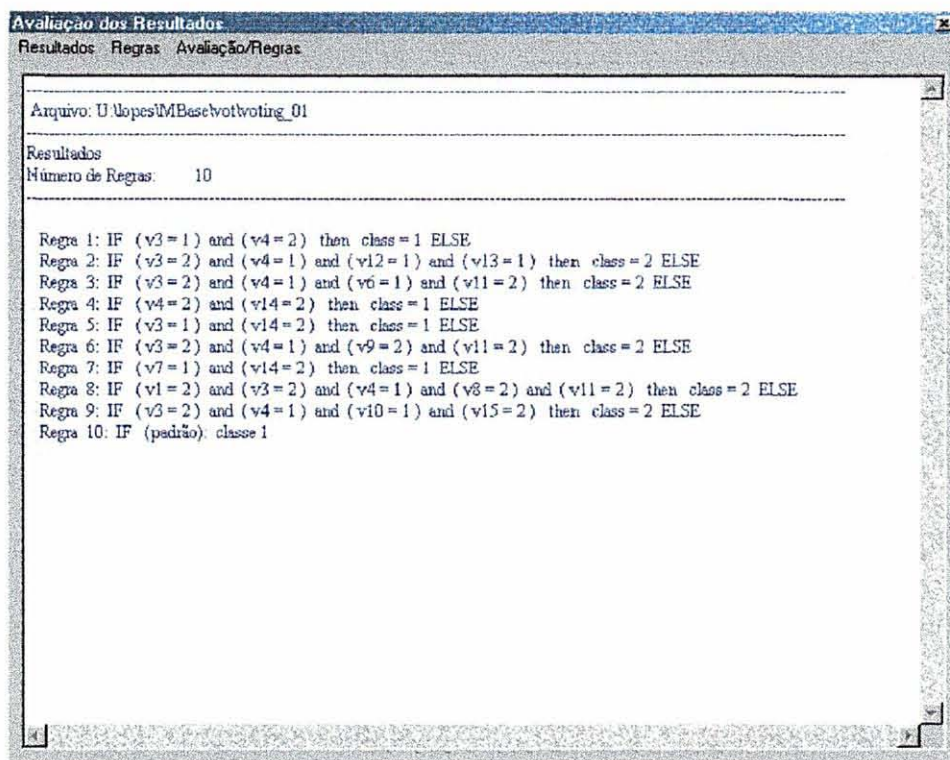 Avaliação dos Resultados
Resultados Regras Avaliação/Regras
Arquivo: U:\lopes\MBase\vot\voting_01
Resultados
Número de Regras: 10
Regra 1: IF (v3 = 1) and (v4 = 2) then class = 1 ELSE
Regra 2: IF (v3 = 2) and (v4 = 1) and (v12 = 1) and (v13 = 1) then class = 2 ELSE
Regra 3: IF (v3 = 2) and (v4 = 1) and (v6 = 1) and (v11 = 2) then class = 2 ELSE
Regra 4: IF (v4 = 2) and (v14 = 2) then class = 1 ELSE
Regra 5: IF (v3 = 1) and (v14 = 2) then class = 1 ELSE
Regra 6: IF (v3 = 2) and (v4 = 1) and (v9 = 2) and (v11 = 2) then class = 2 ELSE
Regra 7: IF (v7 = 1) and (v14 = 2) then class = 1 ELSE
Regra 8: IF (v1 = 2) and (v3 = 2) and (v4 = 1) and (v8 = 2) and (v11 = 2) then class = 2 ELSE
Regra 9: IF (v3 = 2) and (v4 = 1) and (v10 = 1) and (v15 = 2) then class = 2 ELSE
Regra 10: IF (padrão): classe 1